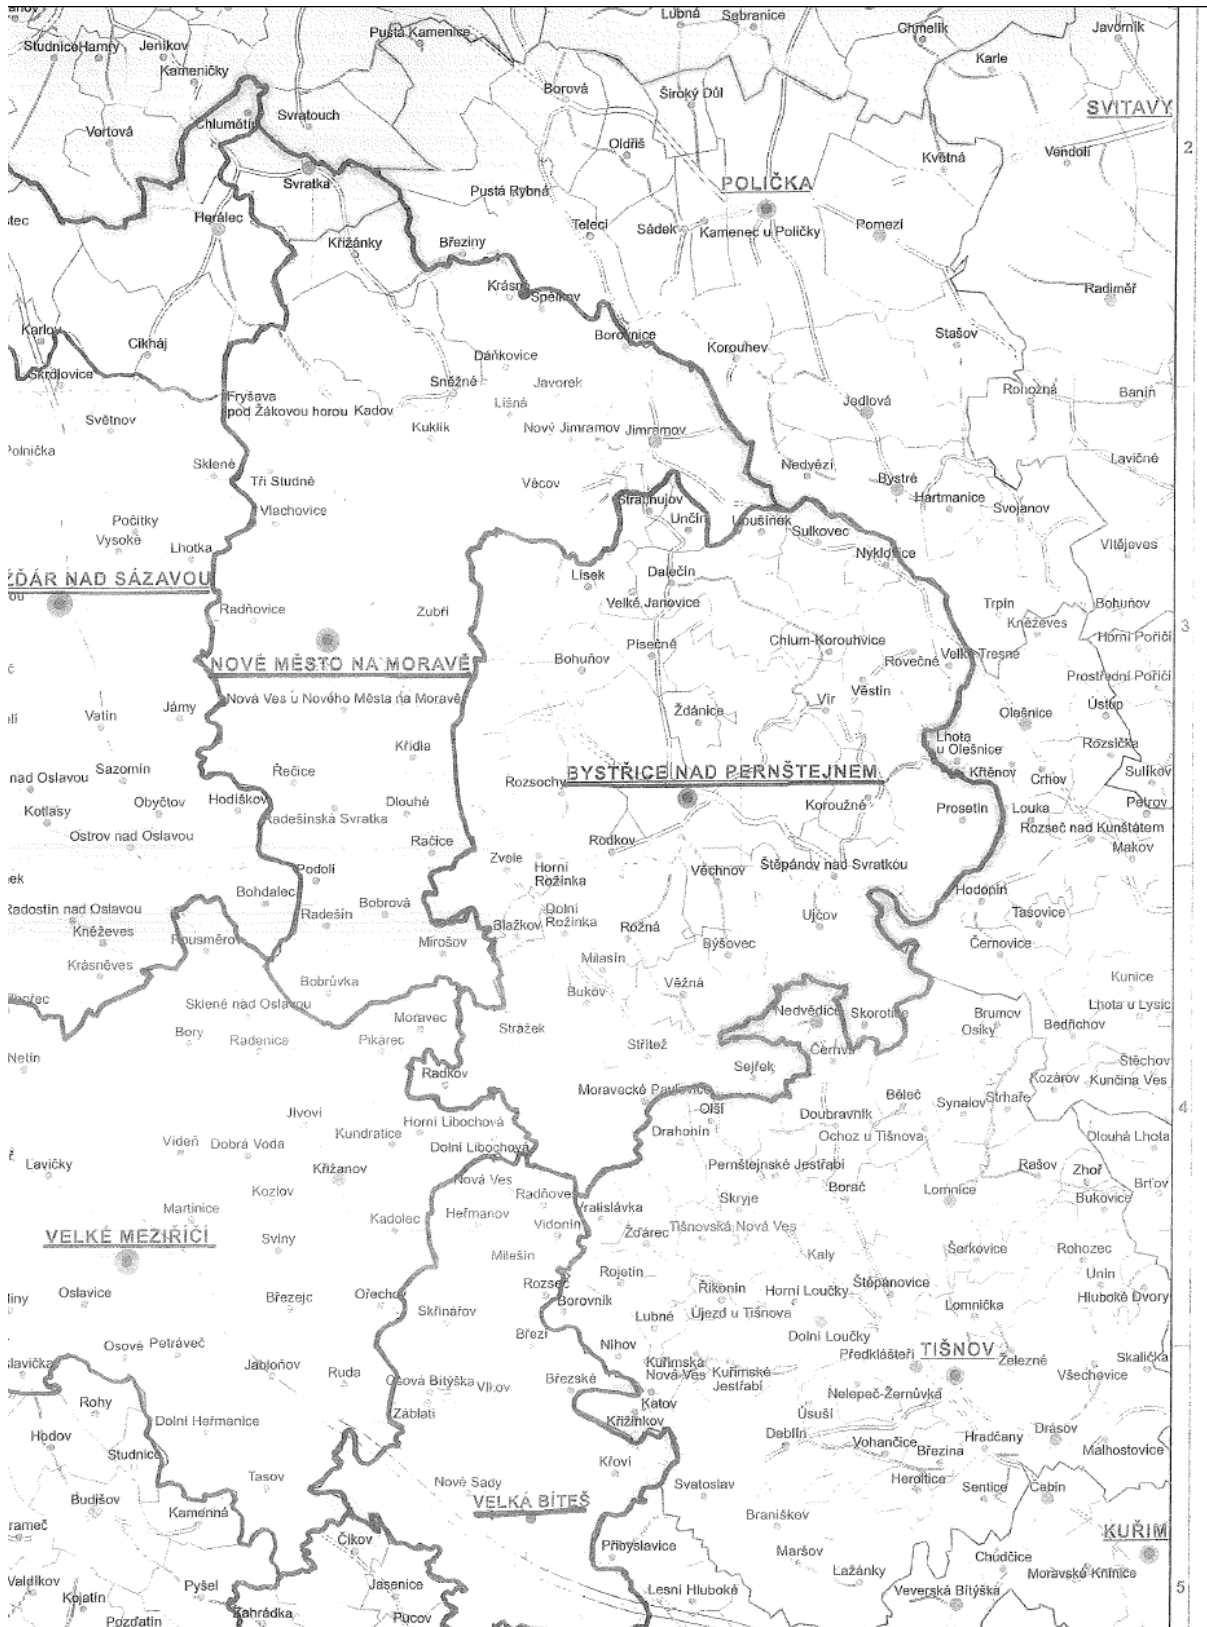 Lubná
Sebranice
Pustá Kamenice
Chmelík
Javorník
Studnice
Hamry
Jeníkov
Karle
Kameničky
Borová
Široký Důl
SVITAVY
Chlumětín
Svratouch
Vortová
Oldřiš
Květná
Vendolí
2
Svratka
Pustá Rybná
POLIČKA
Herálec
Telecí
Sádek
Kamenec u Poličky
Pomezí
Křižánky
Březiny
Krásné
Spělkov
Radiměř
Karlov
Cikháj
Borovnice
Korouhev
Stašov
Škrdlovice
Dáňkovice
Sněžné
Javorek
Rohozná
Banín
Fryšava
pod Žákovou horou
Kadov
Líšná
Jedlová
Světnov
Kuklík
Nový Jimramov
Jimramov
Polnička
Sklené
Nedvězí
Lavičné
Tři Studně
Věcov
Bystré
Hartmanice
Strachujov
Svojanov
Vlachovice
Unčín
Ubušínek
Sulkovec
Počítky
Vysoké
Lhotka
Nyklovice
Vítějeves
ŽĎÁR NAD SÁZAVOU
Lísek
Dalečín
Radňovice
Zubří
Velké Janovice
Trpín
Bohuňov
Kněževes
3
Písečné
Chlum-Korouhvice
Horní Poříčí
NOVÉ MĚSTO NA MORAVĚ
Bohuňov
Rovečné
Velké Tresné
Prostřední Poříčí
Nová Ves u Nového Města na Moravě
Věstín
Jámy
Vatín
Ždánice
Vír
Olešnice
Ústup
Křídla
Lhota
u Olešnice
Rozsíčka
Sazomín
Řečice
Rozsochy
BYSTŘICE NAD PERNŠTEJNEM
Křtěnov
Crhov
Sulíkov
nad Oslavou
Kotlasy
Obyčtov
Hodíškov
Dlouhé
Koroužné
Prosetín
Louka
Petrov
Radešínská Svratka
Rozseč nad Kunštátem
Ostrov nad Oslavou
Račice
Rodkov
Makov
Zvole
Podolí
Horní
Rožínka
Věchnov
Štěpánov nad Svratkou
Bohdalec
Hodonín
Radostín nad Oslavou
Bobrová
Dolní
Rožínka
Ujčov
Tasovice
Radešín
Blažkov
Rožná
Kněževes
Rousměrov
Mirošov
Býšovec
Černovice
Krásněves
Milasín
Bobrůvka
Bukov
Věžná
Kunice
Sklené nad Oslavou
Lhota u Lysic
Moravec
Strážek
Nedvědice
Skorotice
Brumov
Osiky
Bedřichov
Bory
Radenice
Pikárec
Střítež
Černvír
Netín
Štěchov
Radkov
Sejřek
Kozárov
Kunčina Ves
Moravecké Pavlovice
Běleč
Synalov
Strhaře
Jívoví
Olší
Doubravník
4
Horní Libochová
Kundratice
Drahonín
Ochoz u Tišnova
Dlouhá Lhota
Vídeň
Dobrá Voda
Dolní Libochová
Lavičky
Křižanov
Pernštejnské Jestřabí
Rašov
Zhoř
Nová Ves
Kozlov
Radňoves
Skryje
Borač
Lomnice
Bukovice
Brťov
Martinice
Heřmanov
Vratislávka
Kadolec
Vidonín
Žďárec
Tišnovská Nová Ves
VELKÉ MEZIŘÍČÍ
Sviny
Milešín
Kaly
Šerkovice
Rohozec
Rozseč
Rojetín
Řikonín
Horní Loučky
Štěpánovice
Unín
Oslavice
Březejc
Ořechov
Borovník
Hluboké Dvory
Skřinářov
Lubné
Újezd u Tišnova
Lomnička
Březí
Dolní Loučky
Osové
Petráveč
Níhov
Předklášteří
TIŠNOV
Železné
Skalička
Jabloňov
Ruda
Kuřimská
Nová Ves
Kuřimské
Jestřabí
Všechovice
Osová Bítýška
Vlkov
Březské
Rohy
Záblatí
Katov
Nelepeč-Žernůvka
Dolní Heřmanice
Křižínkov
Úsuší
Hodov
Deblín
Drásov
Studnice
Vohančice
Březina
Hradčany
Malhostovice
Křoví
Tasov
Nové Sady
Svatoslav
Heroltice
Sentice
Čebín
Budišov
VELKÁ BÍTEŠ
Kamenná
Braníškov
KUŘIM
Čikov
Přibyslavice
Maršov
Chudčice
Lažánky
Moravské Knínice
Valdíkov
Kojatín
Pyšel
Jasenice
Lesní Hluboké
Veverská Bítýška
5
Pozďatín
Zahrádka
Pucov